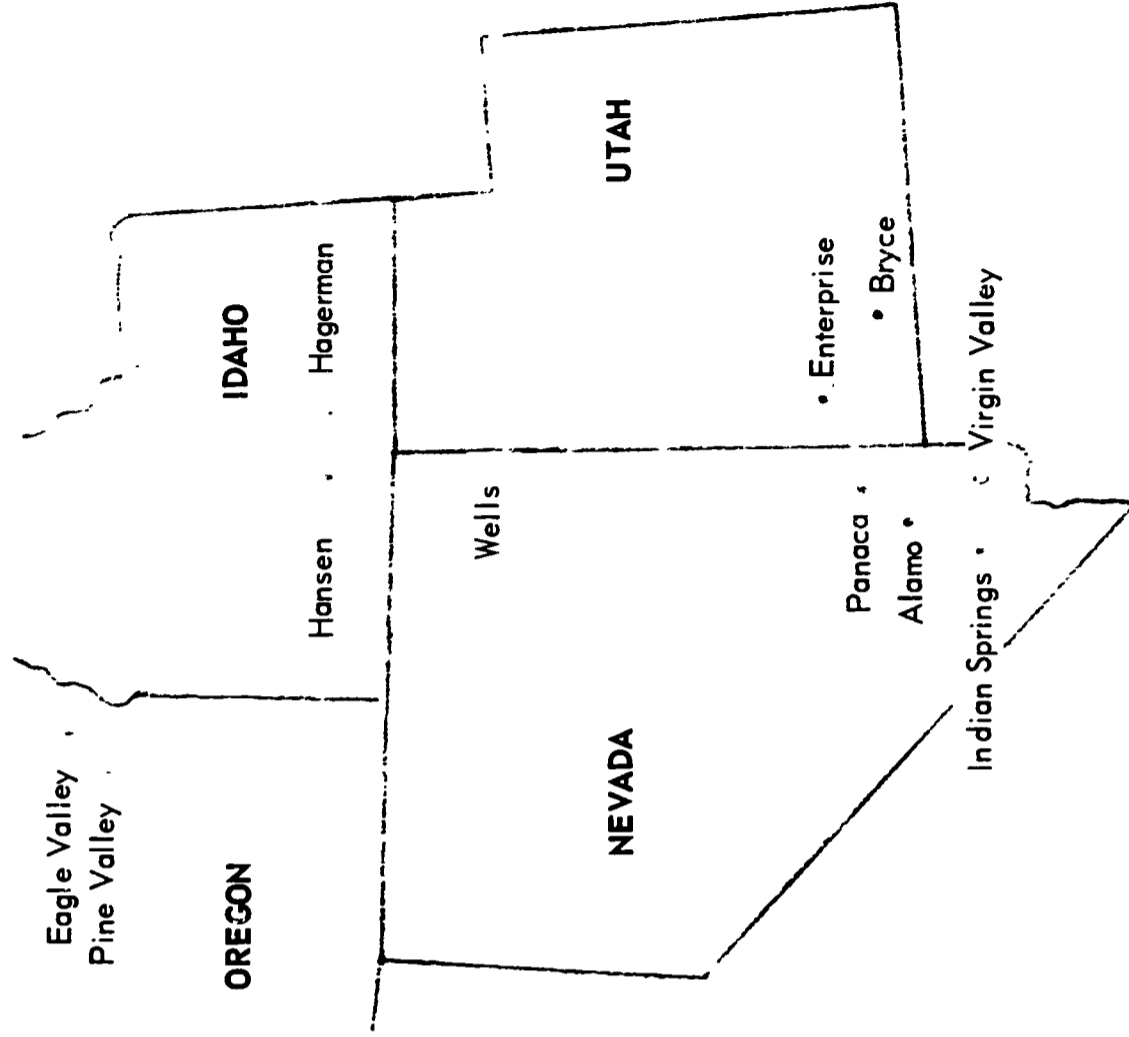 Eagle Valley
Pine Valley
OREGON
IDAHO
Hansen
Hagerman
Wells
NEVADA
UTAH
Enterprise
Bryce
Panaca
Alamo
Indian Springs
Virgin Valley